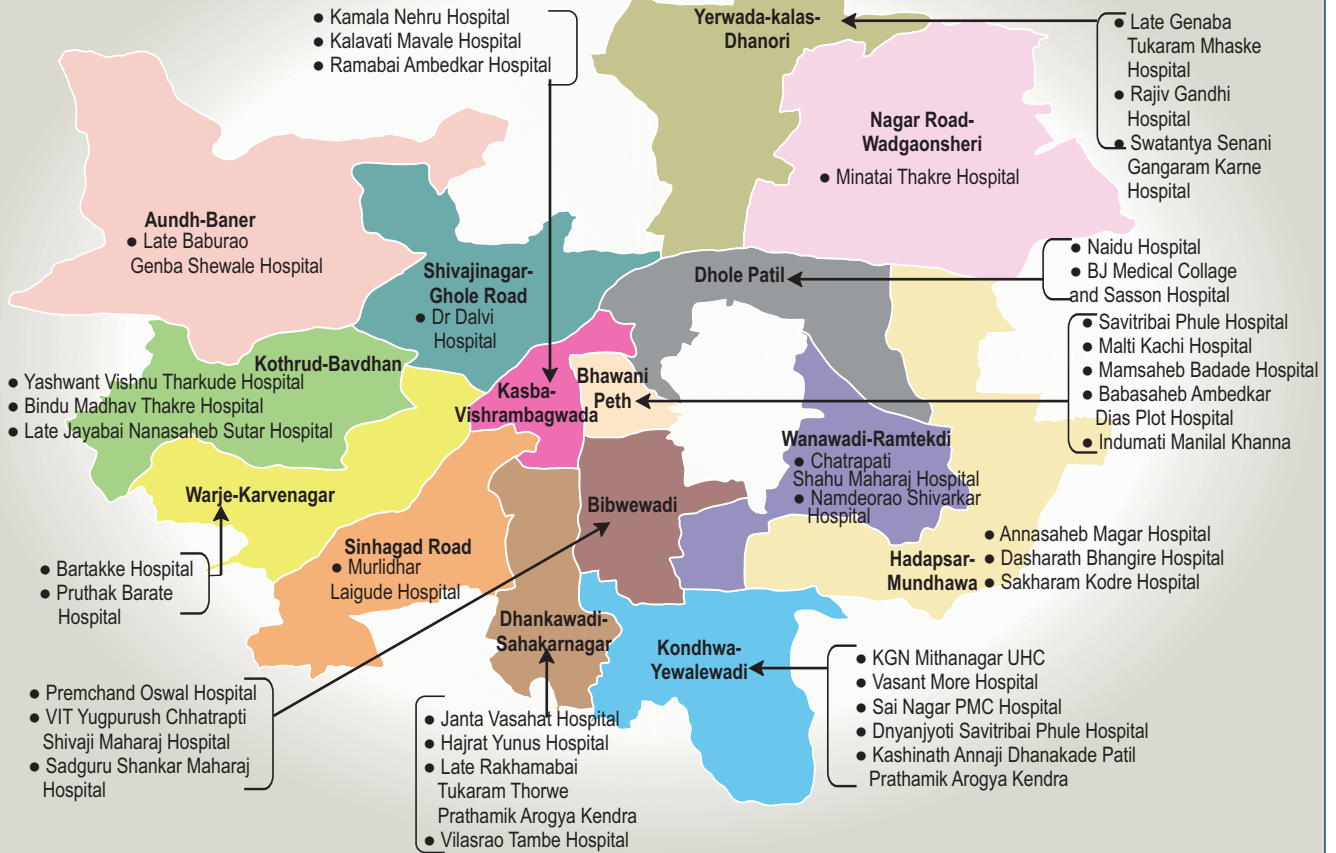 ● Kamala Nehru Hospital
● Kalavati Mavale Hospital
● Ramabai Ambedkar Hospital
Yerwada-kalas-
Dhanori
● Late Genaba
Tukaram Mhaske
Hospital
● Rajiv Gandhi
Hospital
● Swatantya Senani
Gangaram Karne
Hospital
Nagar Road-
Wadgaonsheri
● Minatai Thakre Hospital
Aundh-Baner
● Late Baburao
Genba Shewale Hospital
Shivajinagar-
Ghole Road
● Dr Dalvi
Hospital
Dhole Patil
● Naidu Hospital
● BJ Medical Collage
and Sasson Hospital
Kothrud-Bavdhan
● Yashwant Vishnu Tharkude Hospital
● Bindu Madhav Thakre Hospital
● Late Jayabai Nanasaheb Sutar Hospital
Kasba-
Vishrambagwada
Bhawani
Peth
● Savitribai Phule Hospital
● Malti Kachi Hospital
● Mamsaheb Badade Hospital
● Babasaheb Ambedkar
Dias Plot Hospital
● Indumati Manilal Khanna
Wanawadi-Ramtekdi
● Chatrapati
Shahu Maharaj Hospital
● Namdeorao Shivarkar
Hospital
Warje-Karvenagar
● Bartakke Hospital
● Pruthak Barate
Hospital
Sinhagad Road
● Murlidhar
Laigude Hospital
Bibwewadi
Hadapsar-
Mundhawa
● Annasaheb Magar Hospital
● Dasharath Bhangire Hospital
● Sakharam Kodre Hospital
Dhankawadi-
Sahakarnagar
Kondhwa-
Yewalewadi
● KGN Mithanagar UHC
● Vasant More Hospital
● Sai Nagar PMC Hospital
● Dnyanjyoti Savitribai Phule Hospital
● Kashinath Annaji Dhanakade Patil
Prathamik Arogya Kendra
● Premchand Oswal Hospital
● VIT Yugpurush Chhatrapti
Shivaji Maharaj Hospital
● Sadguru Shankar Maharaj
Hospital
● Janta Vasahat Hospital
● Hajrat Yunus Hospital
● Late Rakhamabai
Tukaram Thorwe
Prathamik Arogya Kendra
● Vilasrao Tambe Hospital